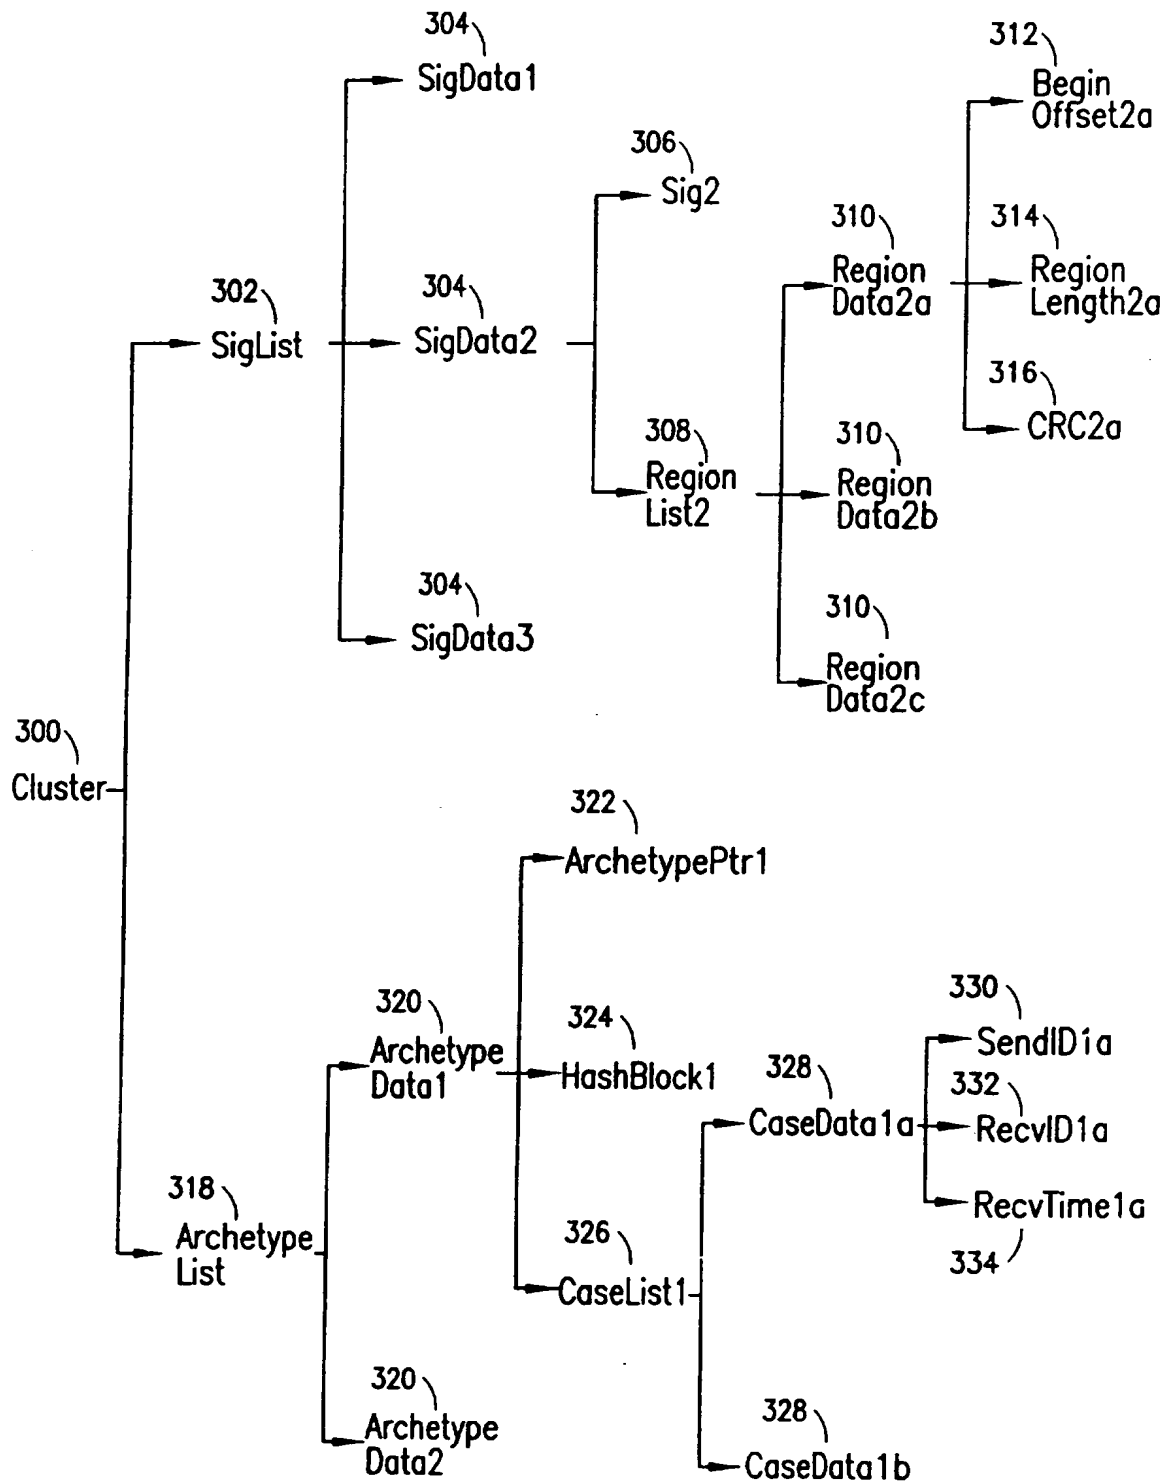 304
SigData1
312
Begin
Offset2a
306
Sig2
310
Region
Data2a
314
Region
Length2a
302
SigList
304
SigData2
316
CRC2a
308
Region
List2
310
Region
Data2b
304
SigData3
310
Region
Data2c
300
Cluster
322
ArchetypePtr1
320
Archetype
Data1
324
HashBlock1
330
SendID1a
328
CaseData1a
332
RecvID1a
318
Archetype
List
326
CaseList1
RecvTime1a
334
320
Archetype
Data2
328
CaseData1b